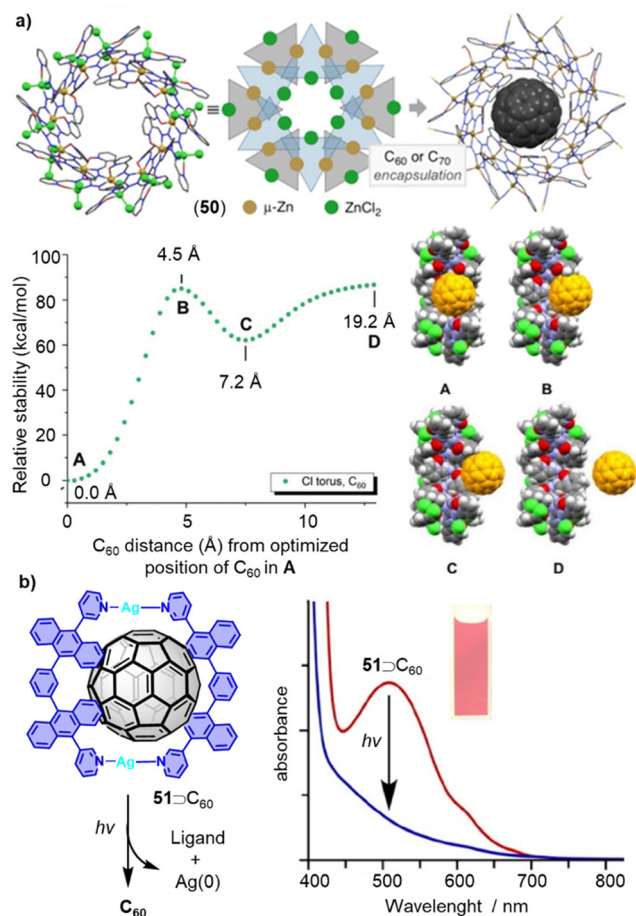 a)
(50)
μ-Zn
ZnCl₂
C₆₀ or C₇₀
encapsulation
Relative stability (kcal/mol)
100
80
60
40
20
0
0
5
10
A
0.0 Å
4.5 Å
B
C
7.2 Å
19.2 Å
D
Cl torus, C₆₀
C₆₀ distance (Å) from optimized
position of C₆₀ in A
A
B
C
D
b)
N Ag N
N Ag N
51⊃C₆₀
hν
Ligand
+
Ag(0)
C₆₀
absorbance
51⊃C₆₀
hν
400 500 600 700 800
Wavelenght / nm